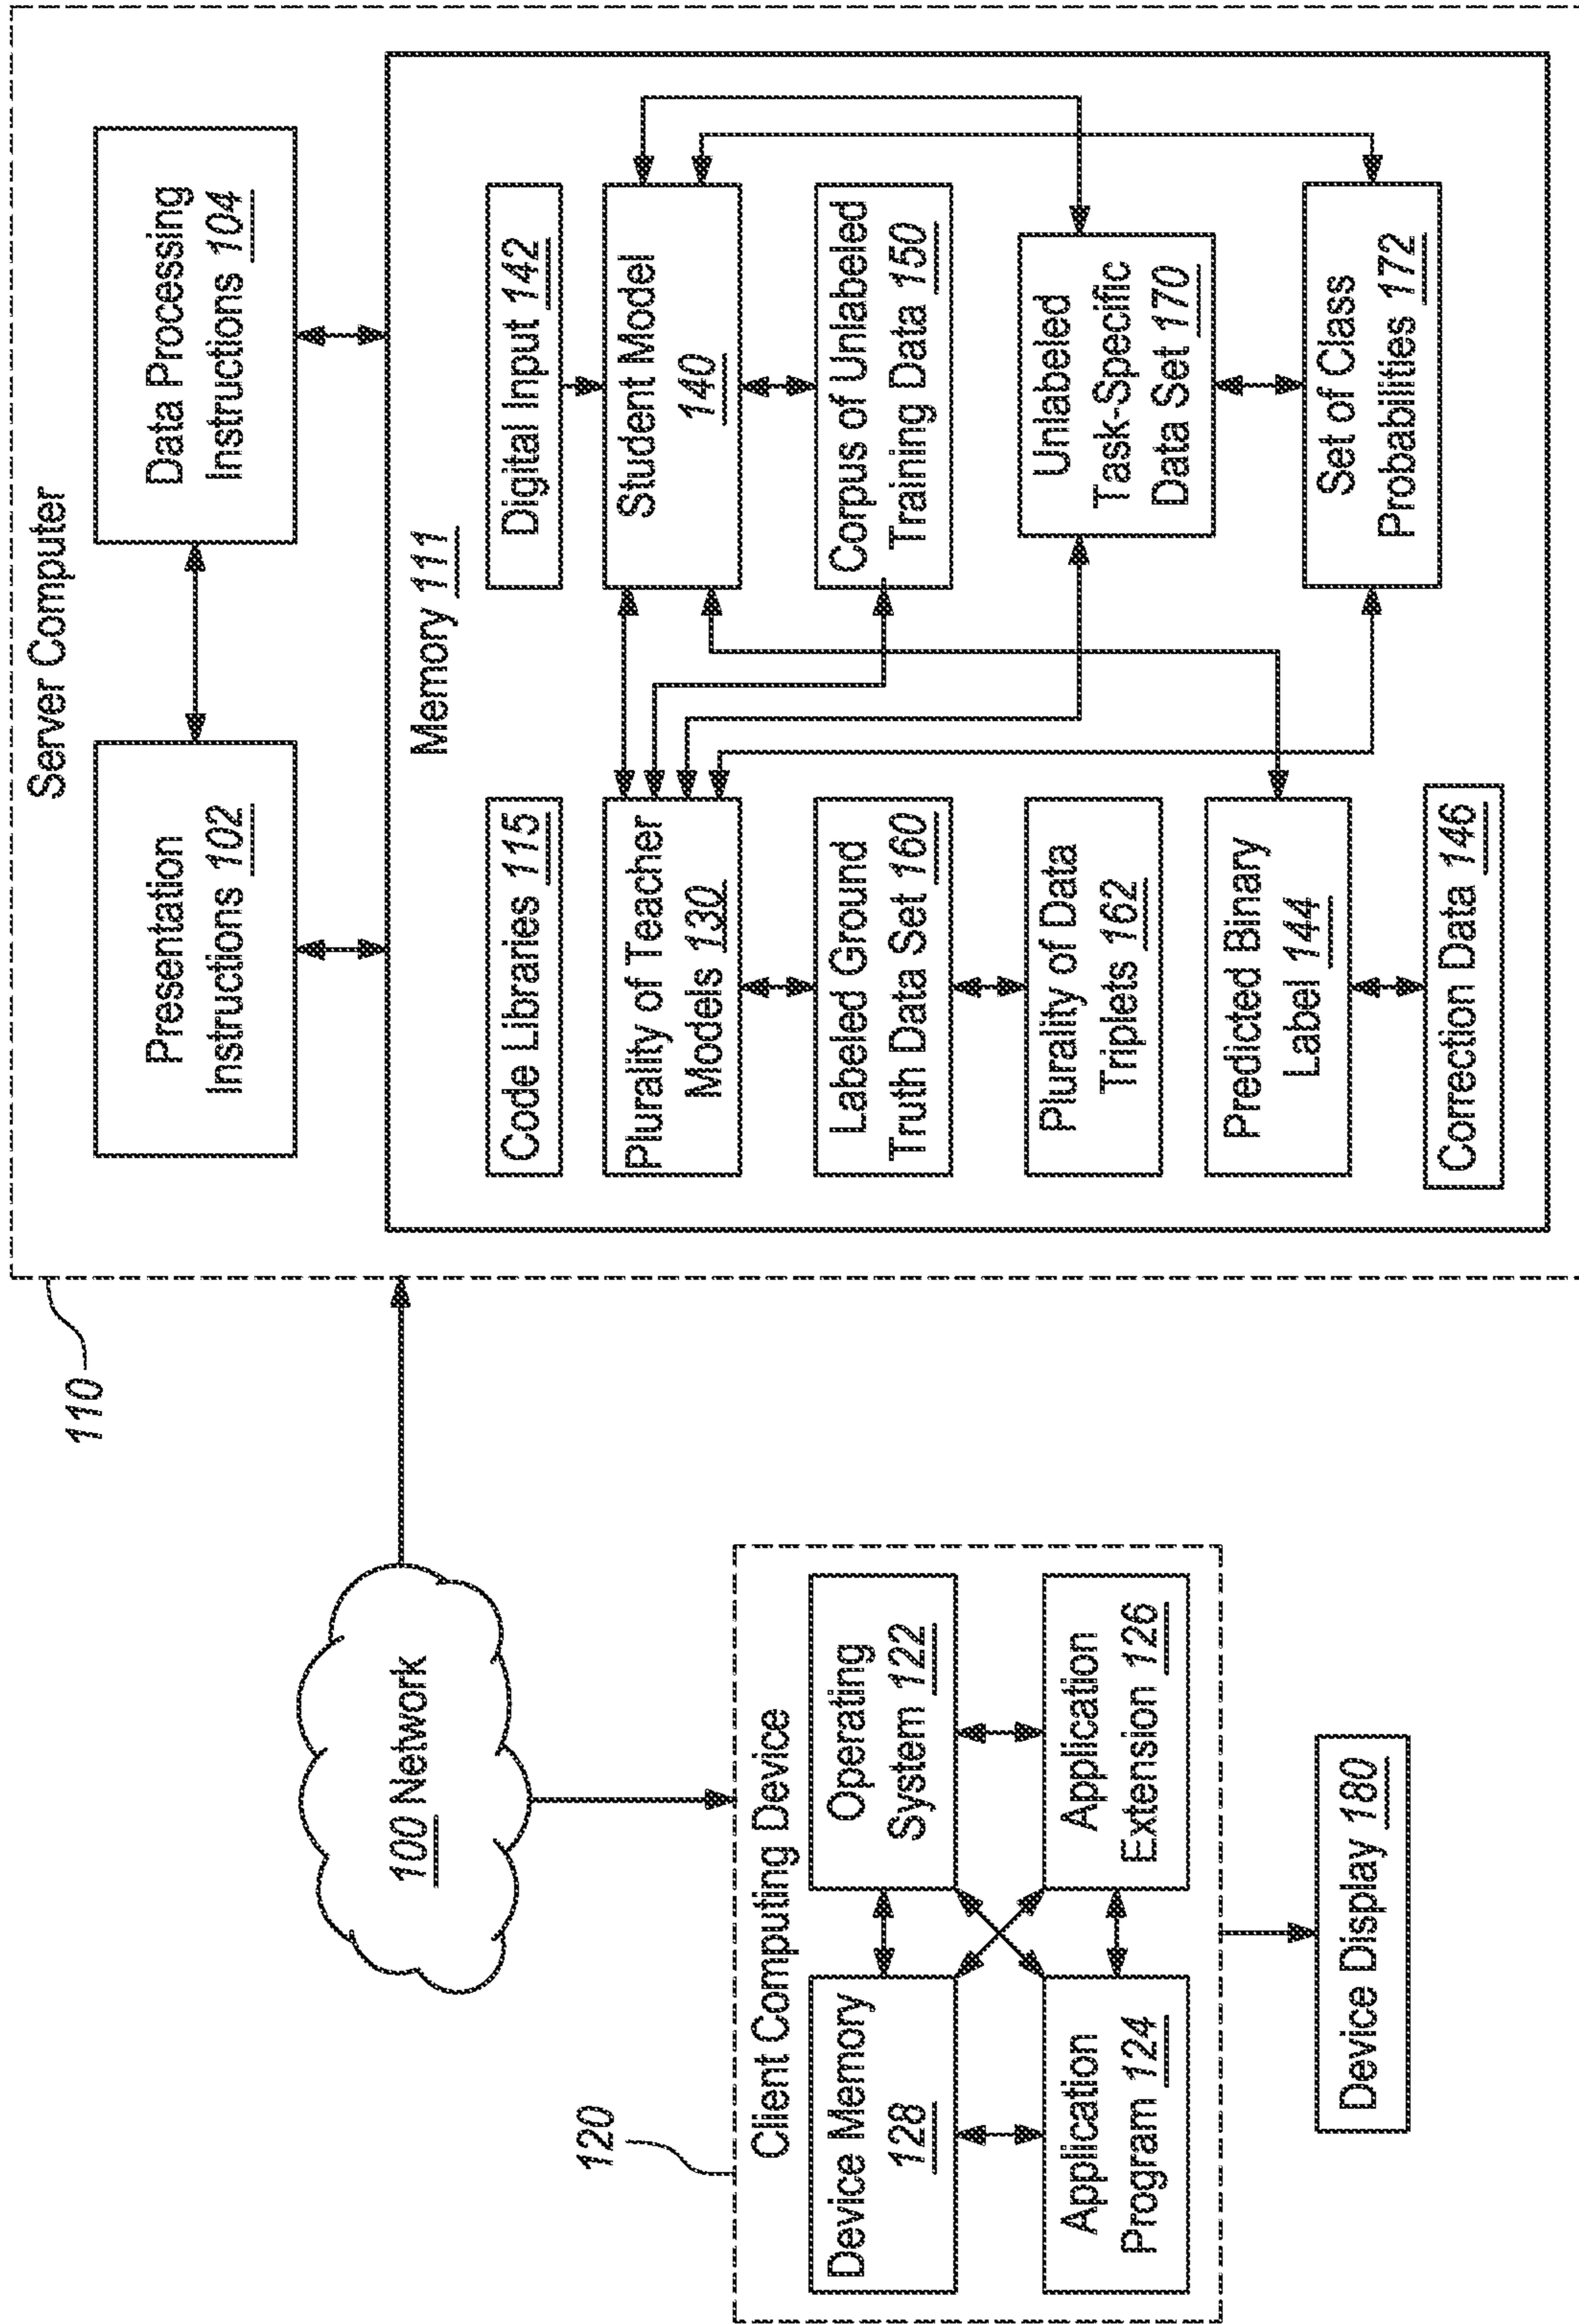 110
Server Computer
Presentation
Instructions 102
Data Processing
Instructions 104
Memory 111
Code Libraries 115
Digital Input 142
Plurality of Teacher
Models 130
Student Model
140
Labeled Ground
Truth Data Set 160
Corpus of Unlabeled
Training Data 150
Plurality of Data
Triplets 162
Unlabeled
Task-Specific
Data Set 170
Predicted Binary
Label 144
Set of Class
Probabilities 172
Correction Data 146
100 Network
120
Client Computing Device
Device Memory
128
Operating
System 122
Application
Program 124
Application
Extension 126
Device Display 180